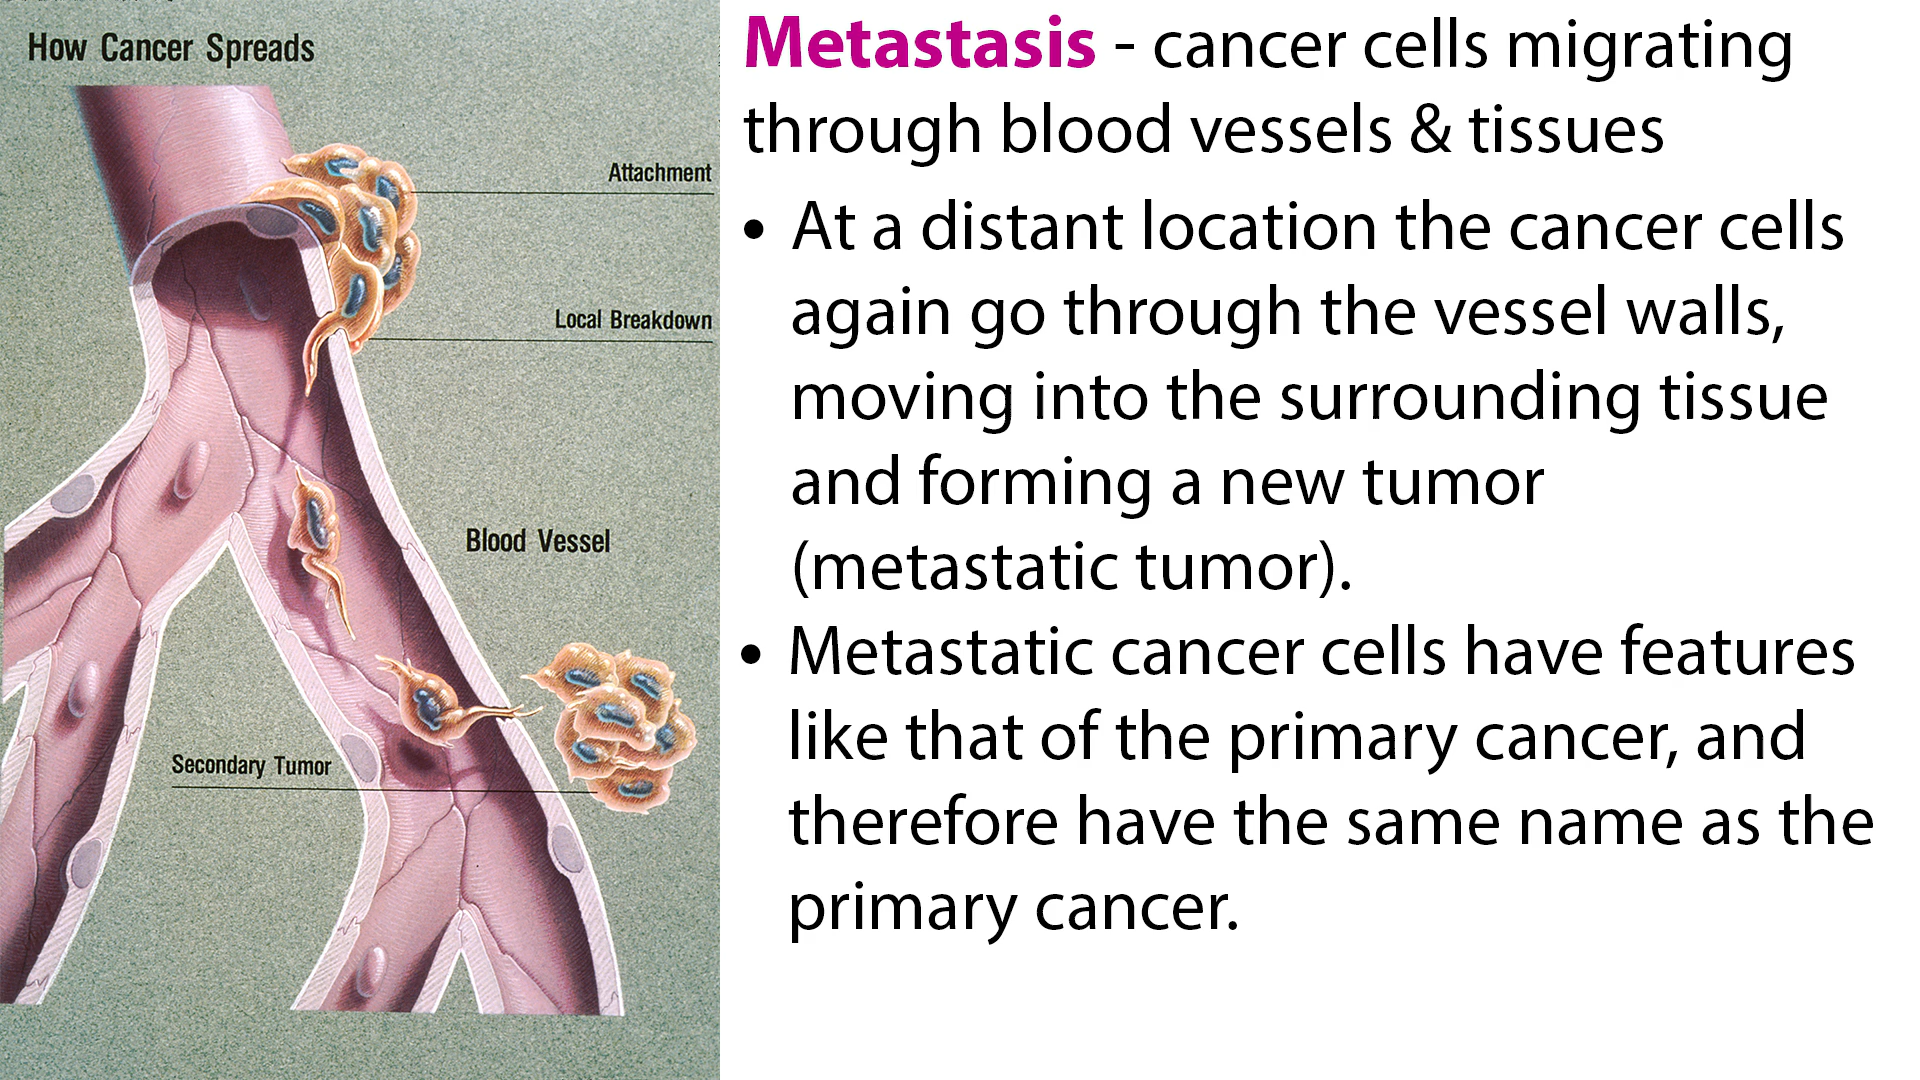 How Cancer Spreads
Attachment
Local Breakdown
Blood Vessel
Secondary Tumor
Metastasis - cancer cells migrating
through blood vessels & tissues
• At a distant location the cancer cells
again go through the vessel walls,
moving into the surrounding tissue
and forming a new tumor
(metastatic tumor).
• Metastatic cancer cells have features
like that of the primary cancer, and
therefore have the same name as the
primary cancer.